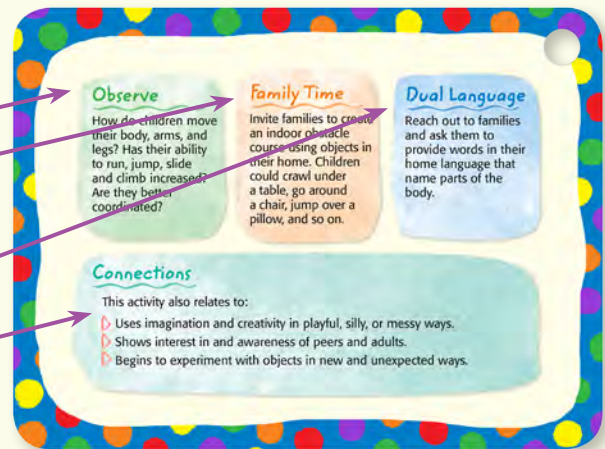 Observe
How do children move
their body, arms, and
legs? Has their ability
to run, jump, slide
and climb increased?
Are they better
coordinated?
Family Time
Invite families to create
an indoor obstacle
course using objects in
their home. Children
could crawl under
a table, go around
a chair, jump over a
pillow, and so on.
Dual Language
Reach out to families
and ask them to
provide words in their
home language that
name parts of the
body.
Connections
This activity also relates to:
Uses imagination and creativity in playful, silly, or messy ways.
Shows interest in and awareness of peers and adults.
Begins to experiment with objects in new and unexpected ways.